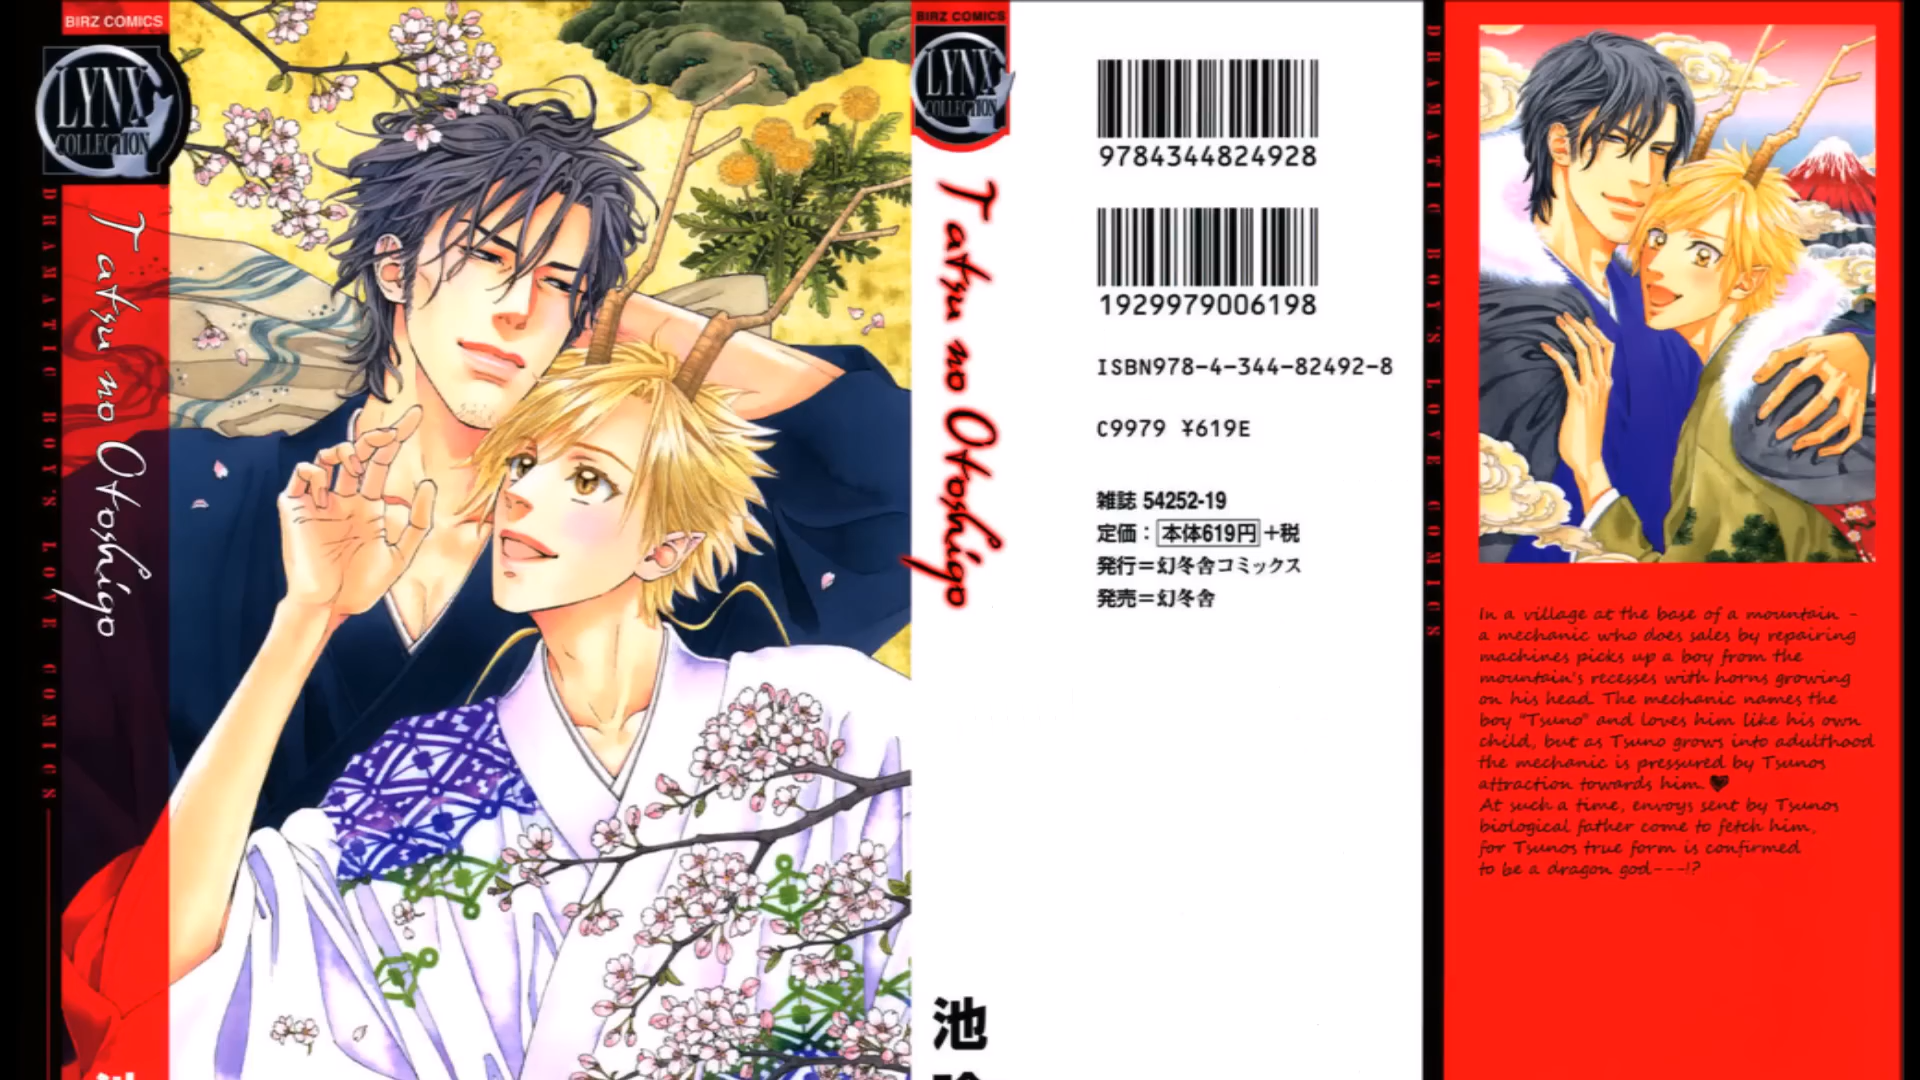 BIRZ COMICS
LYNX
COLLECTION
DRAMATIC BOY'S LOVE COMICS
Tatsu no Otoshigo
BIRZ COMICS
LYNX
COLLECTION
Tatsu no Otoshigo
池
9784344824928
1929979006198
ISBN978-4-344-82492-8
C9979 ¥619E
雑誌 54252-19
定価：本体619円+税
発行＝幻冬舎コミックス
発売＝幻冬舎
DRAMATIC BOY'S LOVE COMICS
In a village at the base of a mountain -
a mechanic who does sales by repairing
machines picks up a boy from the
mountain's recesses with horns growing
on his head. The mechanic names the
boy "Tsuno" and loves him like his own
child, but as Tsuno grows into adulthood
the mechanic is pressured by Tsunos
attraction towards him.♥
At such a time, envoys sent by Tsunos
biological father come to fetch him,
for Tsunos true form is confirmed
to be a dragon god---!?